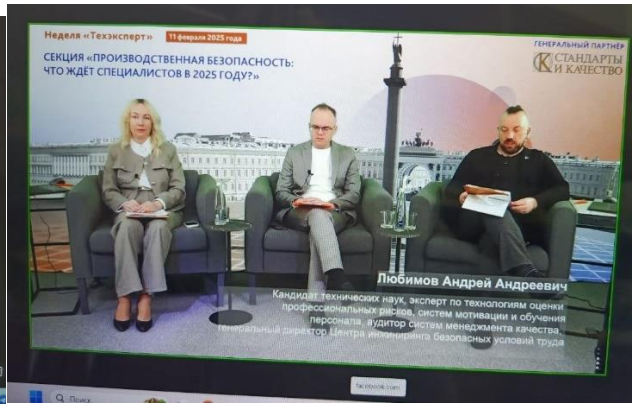 Неделя «Техэксперт»
11 февраля 2025 года
ГЕНЕРАЛЬНЫЙ ПАРТНЁР
СТАНДАРТЫ
И КАЧЕСТВО
СЕКЦИЯ «ПРОИЗВОДСТВЕННАЯ БЕЗОПАСНОСТЬ:
ЧТО ЖДЁТ СПЕЦИАЛИСТОВ В 2025 ГОДУ?»
Любимов Андрей Андреевич
Кандидат технических наук, эксперт по технологиям оценки
профессиональных рисков, систем мотивации и обучения
персонала, аудитор систем менеджмента качества,
генеральный директор Центра инжиниринга безопасных условий труда
facebook.com
Поиск